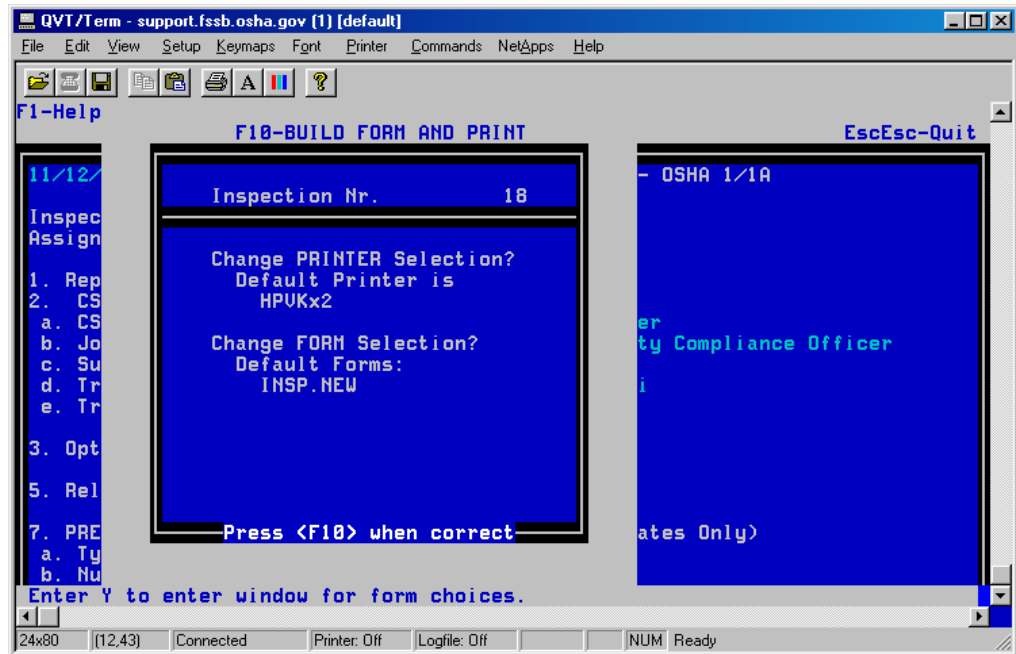 QVT/Term - support.fssb.osha.gov (1) [default]
File Edit View Setup Keymaps Font Printer Commands NetApps Help
A
F1-Help
F10-BUILD FORM AND PRINT
EscEsc-Quit
11/12/
- OSHA 1/1A
Inspection Nr. 18
Inspec
Assign
Change PRINTER Selection?
1. Rep
Default Printer is
2. CS
HPVKx2
a. CS
er
b. Jo
Change FORM Selection?
ty Compliance Officer
c. Su
Default Forms:
d. Tr
INSP.NEW
i
e. Tr
3. Opt
5. Rel
7. PRE
Press <F10> when correct
ates Only)
a. Ty
b. Nu
Enter Y to enter window for form choices.
24x80 (12,43) Connected Printer: Off Logfile: Off NUM Ready